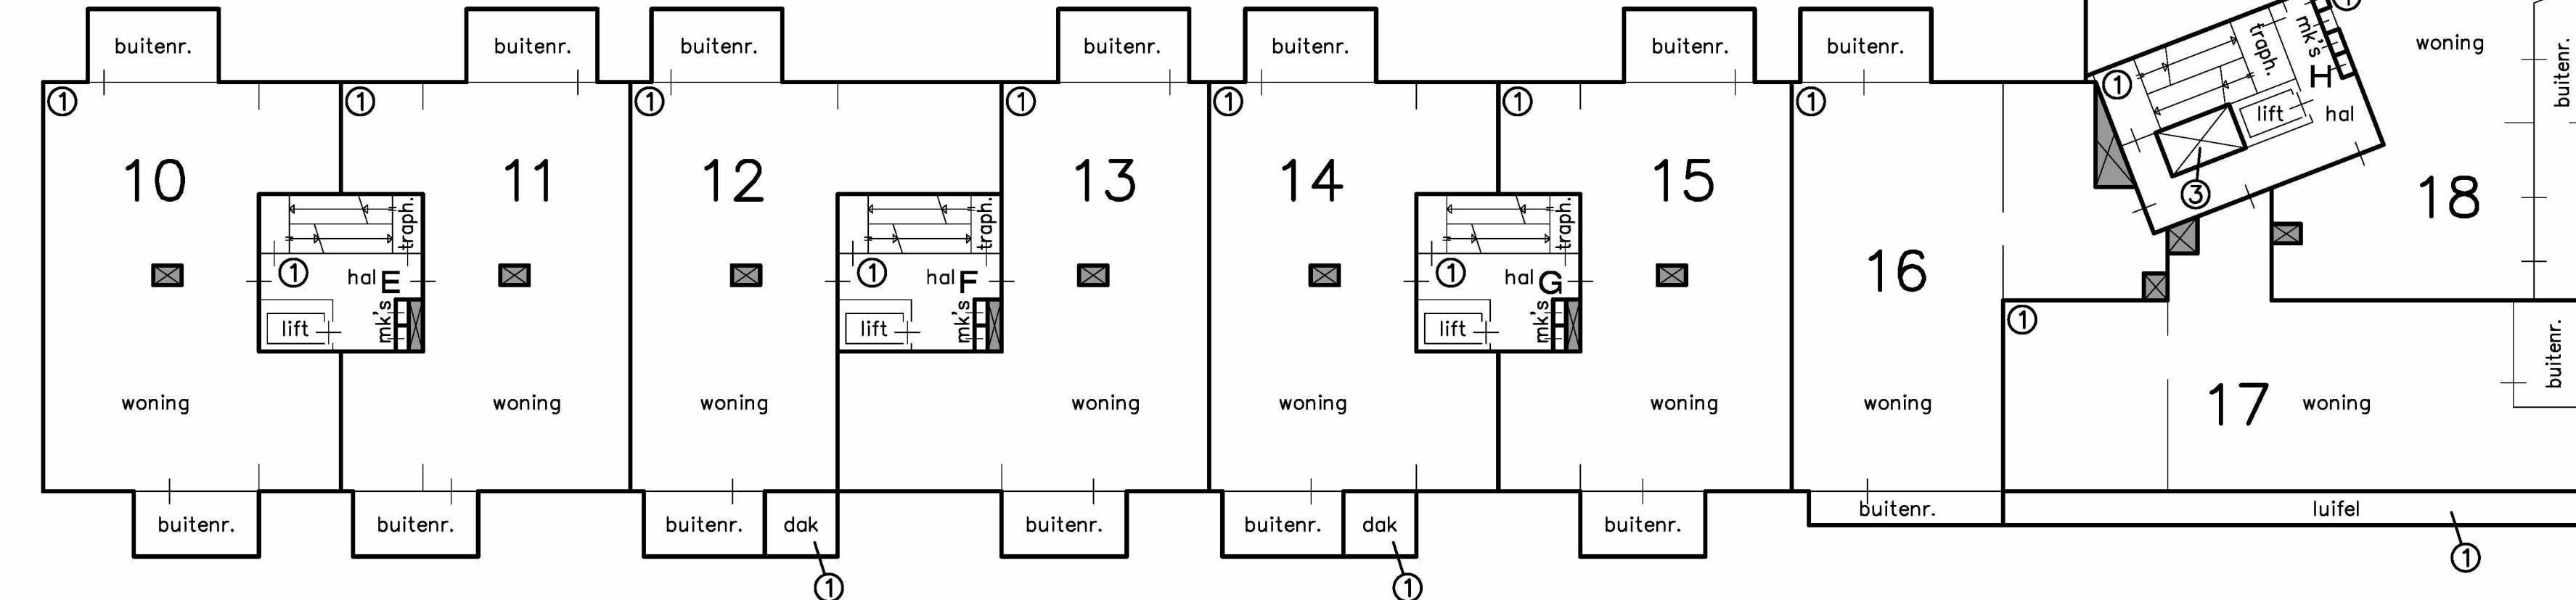 buitenr. buitenr. buitenr. buitenr. buitenr. buitenr. buitenr. woning buitenr.
traph. mk's H
1 1 1 1 1 1 1 1 1
lift hal
10 11 12 13 14 15 3 18
traph. traph. traph.
1 hal E 1 hal F 1 hal G 16
lift mk's lift mk's lift mk's 1 buitenr.
woning woning woning woning woning woning woning 17 woning
buitenr. luifel
buitenr. buitenr. buitenr. dak buitenr. buitenr. dak buitenr.
1
1 1